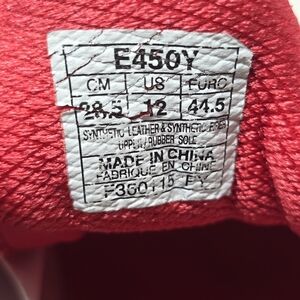 E450Y
CM US EURO
28.5 12 44.5
SYNTHETIC LEATHER & SYNTHETIC
UPPER/RUBBER SOLE
MADE IN CHINA
FABRIQUE EN CHINE